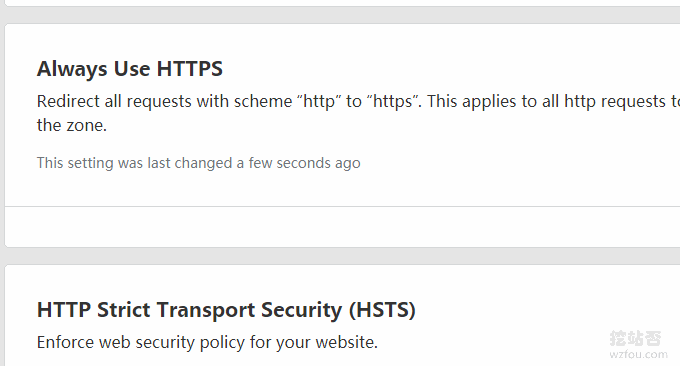 Always Use HTTPS
Redirect all requests with scheme “http” to “https”. This applies to all http requests to
the zone.
This setting was last changed a few seconds ago
HTTP Strict Transport Security (HSTS)
Enforce web security policy for your website.
挖站否
wzfou.com